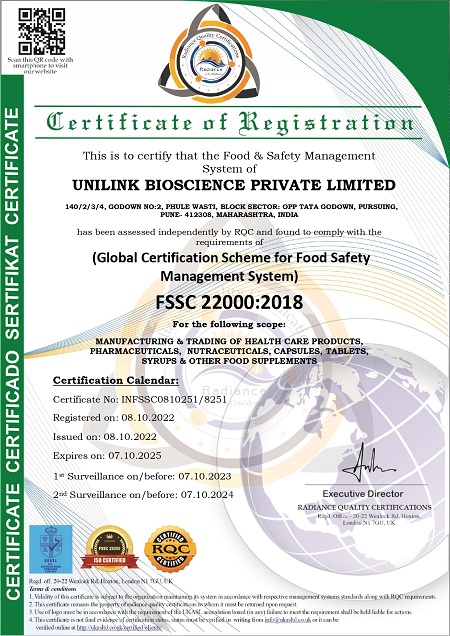 Scan this QR code with
smartphone to visit
our website
Radiance Quality Certifications
Radiance
Certificate of Registration
This is to certify that the Food & Safety Management
System of
UNILINK BIOSCIENCE PRIVATE LIMITED
140/2/3/4, GODOWN NO:2, PHULE WASTI, BLOCK SECTOR: OPP TATA GODOWN, PURSUING,
PUNE- 412308, MAHARASHTRA, INDIA
has been assessed independently by RQC and found to comply with the
requirements of
(Global Certification Scheme for Food Safety
Management System)
FSSC 22000:2018
For the following scope:
MANUFACTURING & TRADING OF HEALTH CARE PRODUCTS,
PHARMACEUTICALS, NUTRACEUTICALS, CAPSULES, TABLETS,
SYRUPS & OTHER FOOD SUPPLEMENTS
Certification Calendar:
Certificate No: INFSSC0810251/8251
Registered on: 08.10.2022
Issued on: 08.10.2022
Expires on: 07.10.2025
1st Surveillance on/before: 07.10.2023
2nd Surveillance on/before: 07.10.2024
Executive Director
RADIANCE QUALITY CERTIFICATIONS
Regd. Office - 20-22 Wenlock Rd, Hoxton,
London N1 7GU, UK
CERTIFICATE CERTIFICADO SERTIFIKAT CERTIFICATE
FSSC 22000
ISO CERTIFIED
CERTIFIED
RQC
Regd. off. 20-22 Wenlock Rd, Hoxton, London N1 7GU, UK
Terms & conditions
1. Validity of this certificate is subject to the organization maintaining its system in accordance with respective management systems standards along with RQC requirements.
2. This certificate remains the property of radiance quality certifications to whom it must be returned upon request.
3. Use of logo must be in accordance with the requirement of the UKAS, acreditation board in any failure to meet the requirement shall be held liable for actions.
4. This certificate is not final evidence of certification status, status must be verified in writing from info@ukasltd.co.uk or it can be
verified online at http://ukasltd.co.uk/certified-clients/